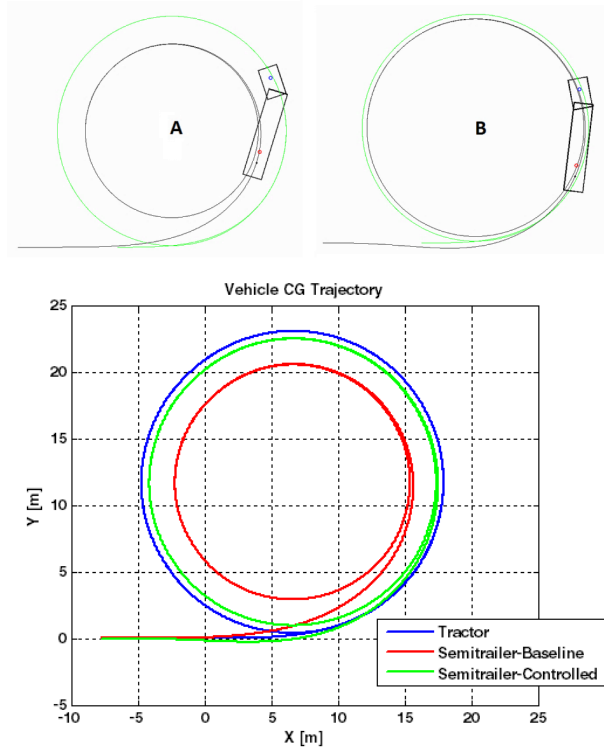 A
B
Vehicle CG Trajectory
25
20
15
10
5
0
-5
Y [m]
-10
-5
0
5
10
15
20
25
X [m]
Tractor
Semitrailer-Baseline
Semitrailer-Controlled